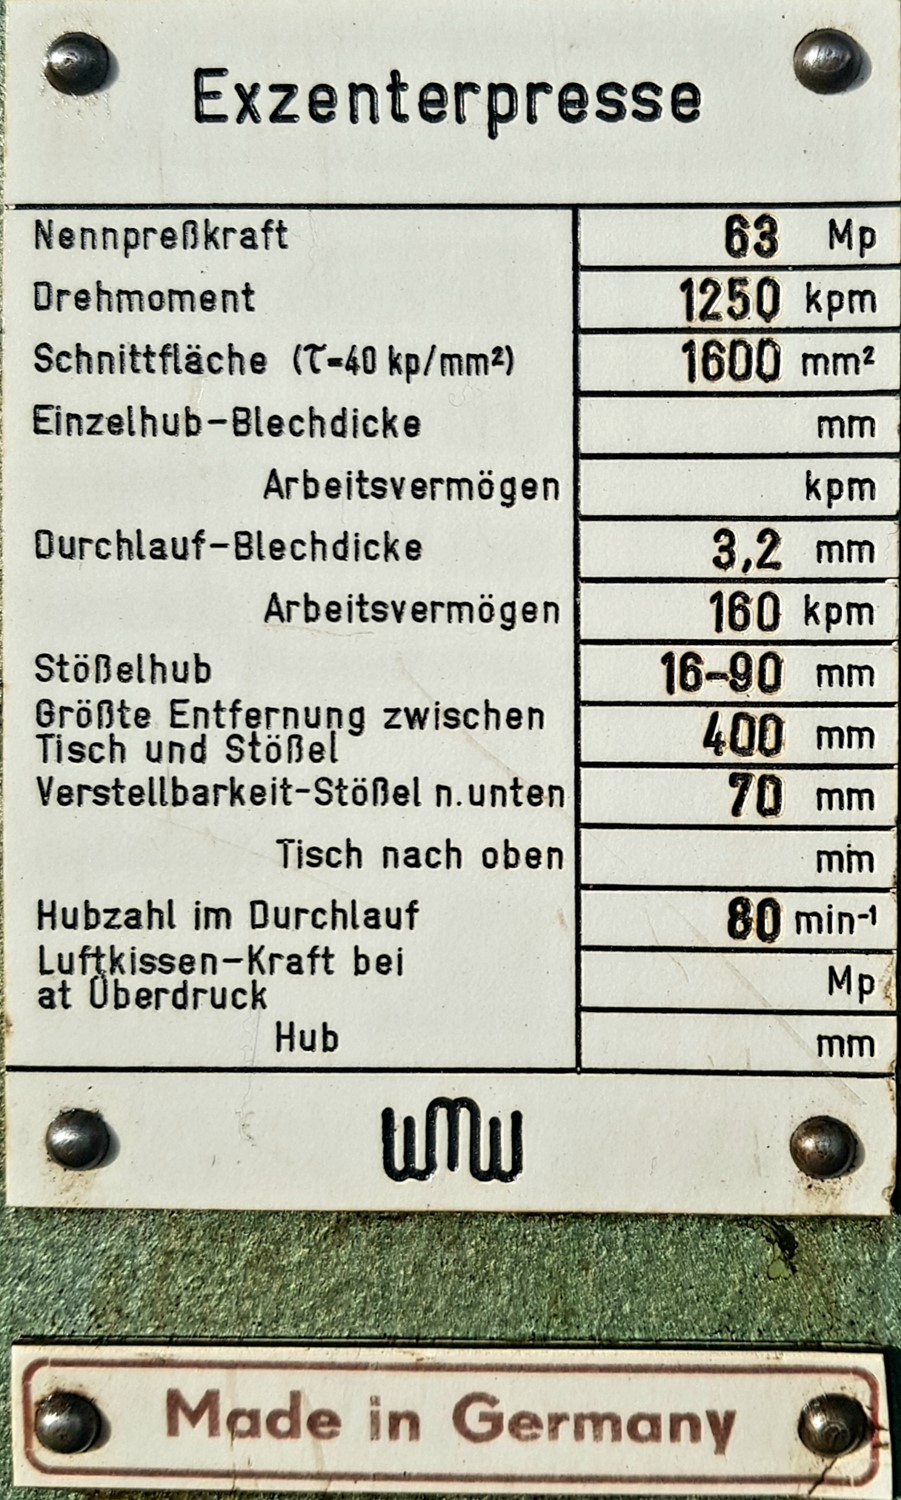 Exzenterpresse
Nennpreßkraft 63 Mp
Drehmoment 1250 kpm
Schnittfläche (τ=40 kp/mm²) 1600 mm²
Einzelhub-Blechdicke mm
Arbeitsvermögen kpm
Durchlauf-Blechdicke 3,2 mm
Arbeitsvermögen 160 kpm
Stößelhub 16-90 mm
Größte Entfernung zwischen
Tisch und Stößel 400 mm
Verstellbarkeit-Stößel n.unten 70 mm
Tisch nach oben mm
Hubzahl im Durchlauf 80 min⁻¹
Luftkissen-Kraft bei
at Überdruck Mp
Hub mm
WMW
Made in Germany